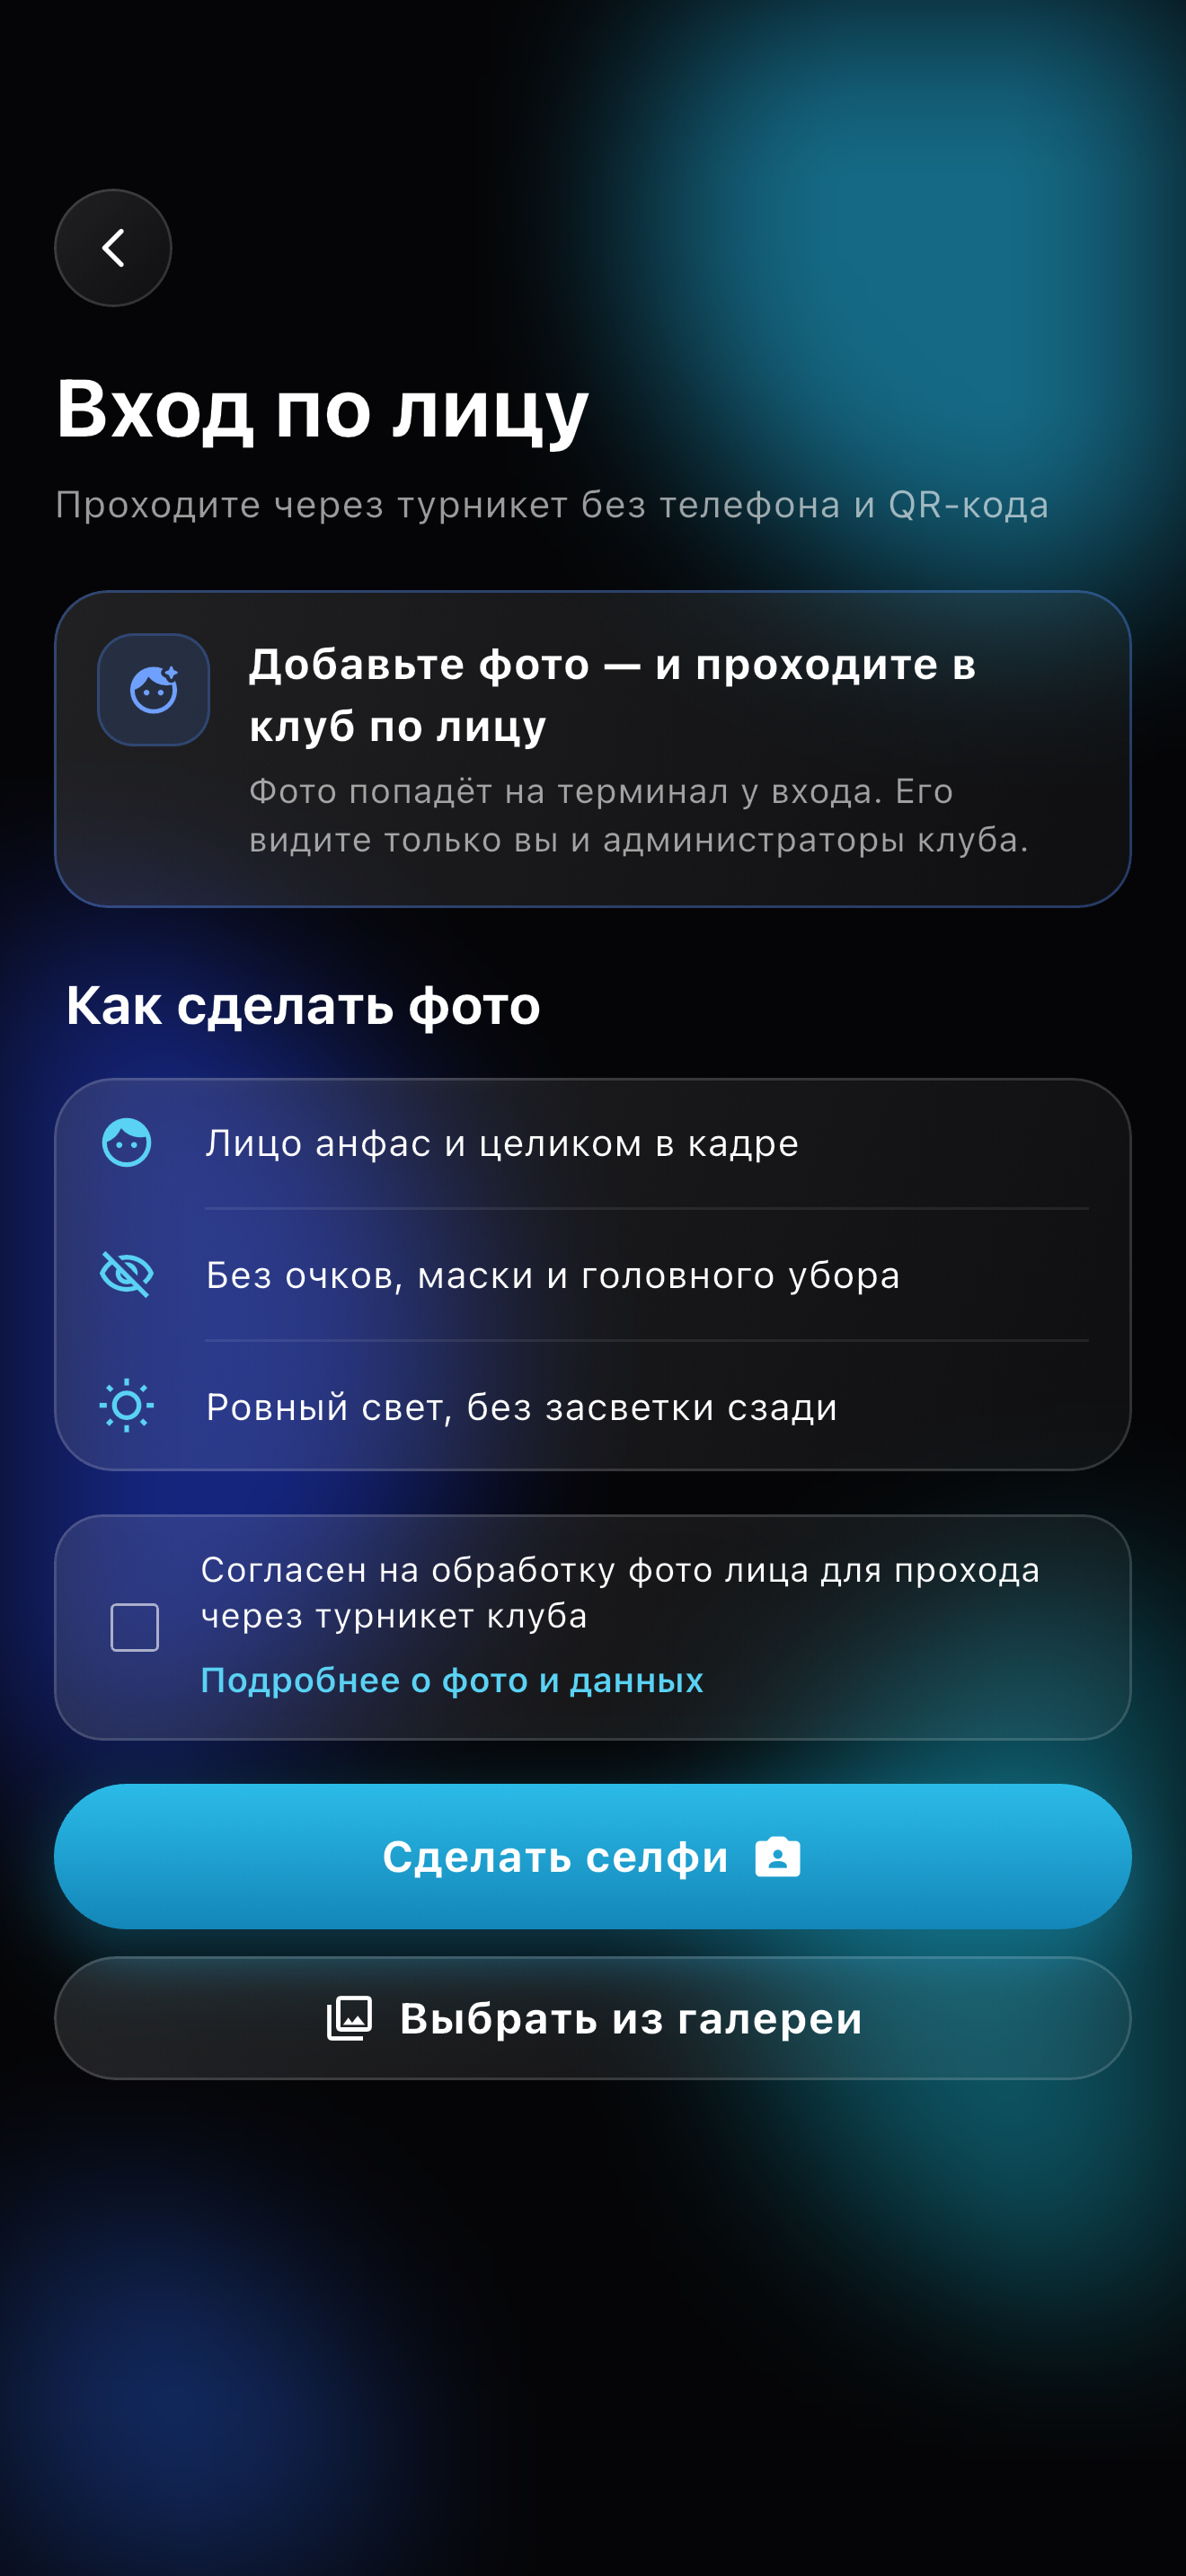 Вход по лицу
Проходите через турникет без телефона и QR-кода
Добавьте фото — и проходите в
клуб по лицу
Фото попадёт на терминал у входа. Его
видите только вы и администраторы клуба.
Как сделать фото
Лицо анфас и целиком в кадре
Без очков, маски и головного убора
Ровный свет, без засветки сзади
Согласен на обработку фото лица для прохода
через турникет клуба
Подробнее о фото и данных
Сделать селфи
Выбрать из галереи